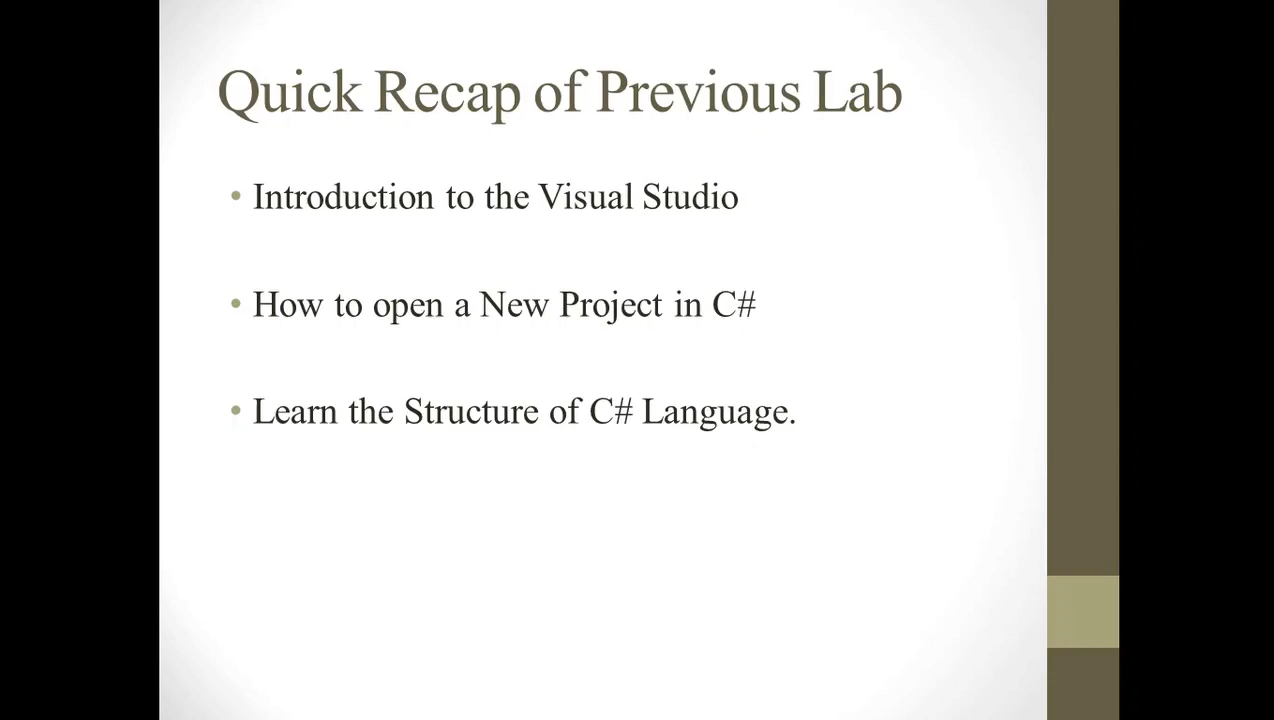 Quick Recap of Previous Lab
• Introduction to the Visual Studio
• How to open a New Project in C#
• Learn the Structure of C# Language.